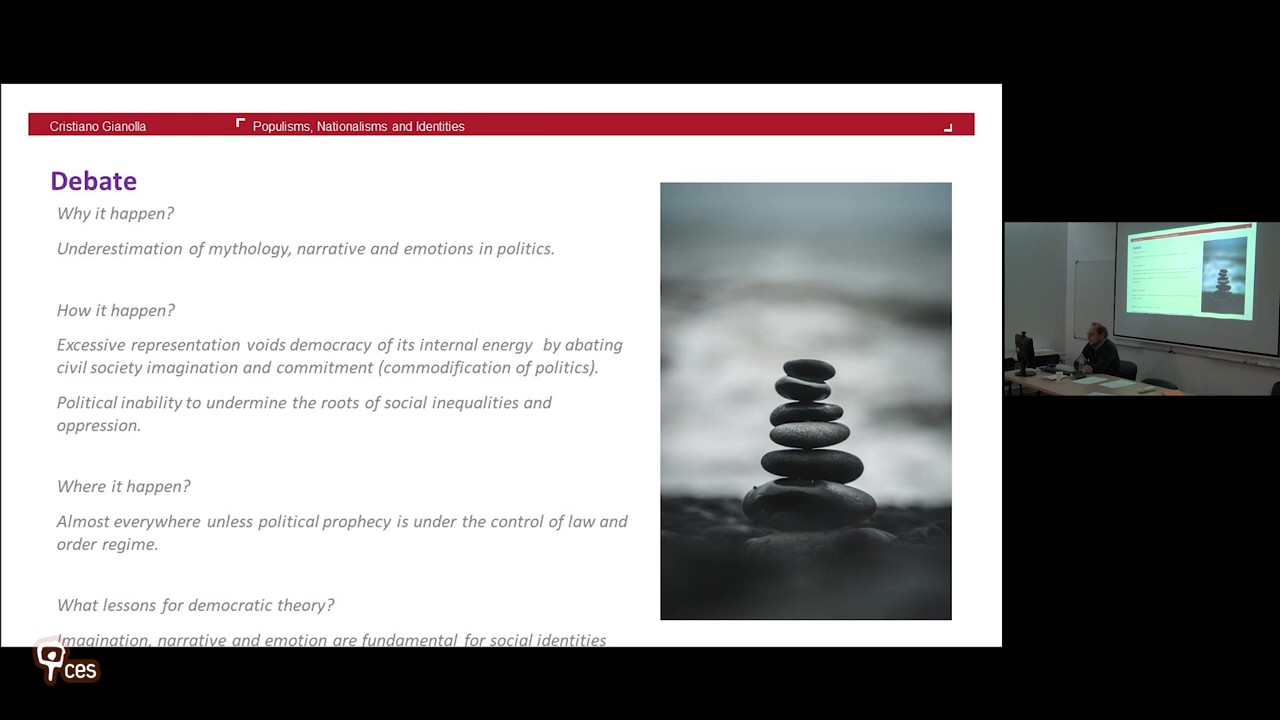 Cristiano Gianolla
Populisms, Nationalisms and Identities
Debate
Why it happen?
Underestimation of mythology, narrative and emotions in politics.
How it happen?
Excessive representation voids democracy of its internal energy by abating
civil society imagination and commitment (commodification of politics).
Political inability to undermine the roots of social inequalities and
oppression.
Where it happen?
Almost everywhere unless political prophecy is under the control of law and
order regime.
What lessons for democratic theory?
Imagination, narrative and emotion are fundamental for social identities
ces